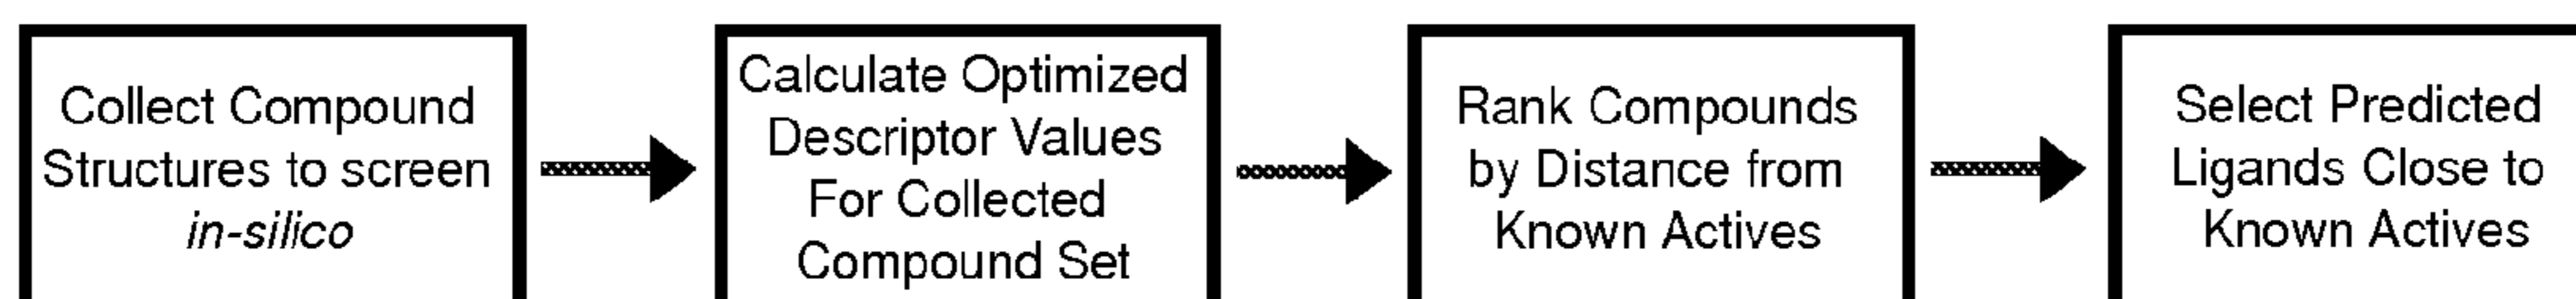 Collect Compound
Structures to screen
in-silico
Calculate Optimized
Descriptor Values
For Collected
Compound Set
Rank Compounds
by Distance from
Known Actives
Select Predicted
Ligands Close to
Known Actives